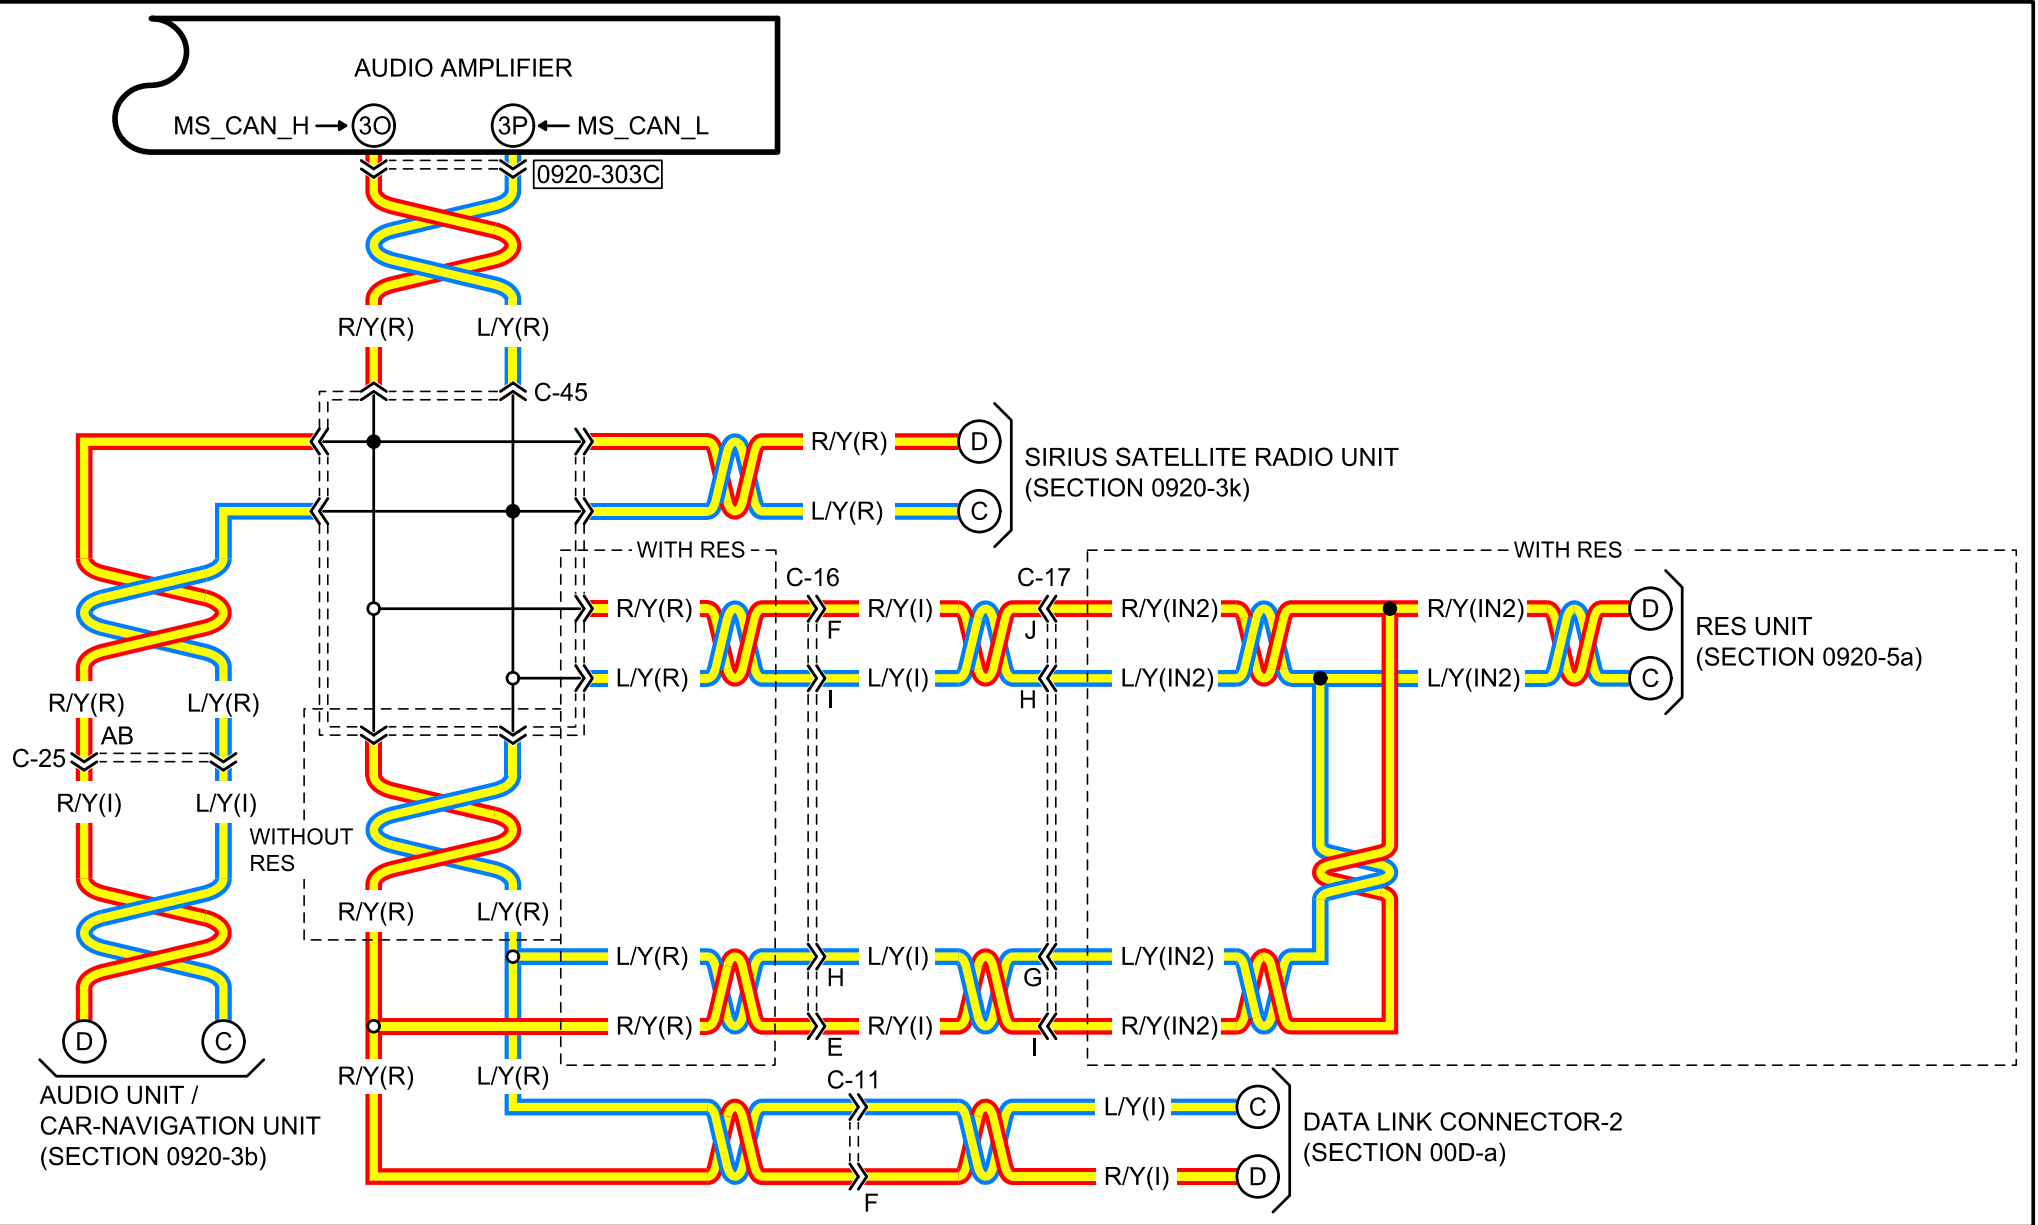 AUDIO AMPLIFIER
MS_CAN_H 3O 3P MS_CAN_L
0920-303C
R/Y(R) L/Y(R)
C-45
R/Y(R) D
L/Y(R) C
SIRIUS SATELLITE RADIO UNIT
(SECTION 0920-3k)
WITH RES
WITH RES
C-16 C-17
R/Y(R) F R/Y(I) J R/Y(IN2) R/Y(IN2) D
L/Y(R) I L/Y(I) H L/Y(IN2) L/Y(IN2) C
RES UNIT
(SECTION 0920-5a)
R/Y(R) L/Y(R)
AB
C-25
R/Y(I) L/Y(I)
WITHOUT
RES
R/Y(R) L/Y(R)
L/Y(R) H L/Y(I) G L/Y(IN2)
R/Y(R) E R/Y(I) I R/Y(IN2)
D C
AUDIO UNIT /
CAR-NAVIGATION UNIT
(SECTION 0920-3b)
R/Y(R) L/Y(R)
C-11
L/Y(I) C
R/Y(I) D
F
DATA LINK CONNECTOR-2
(SECTION 00D-a)